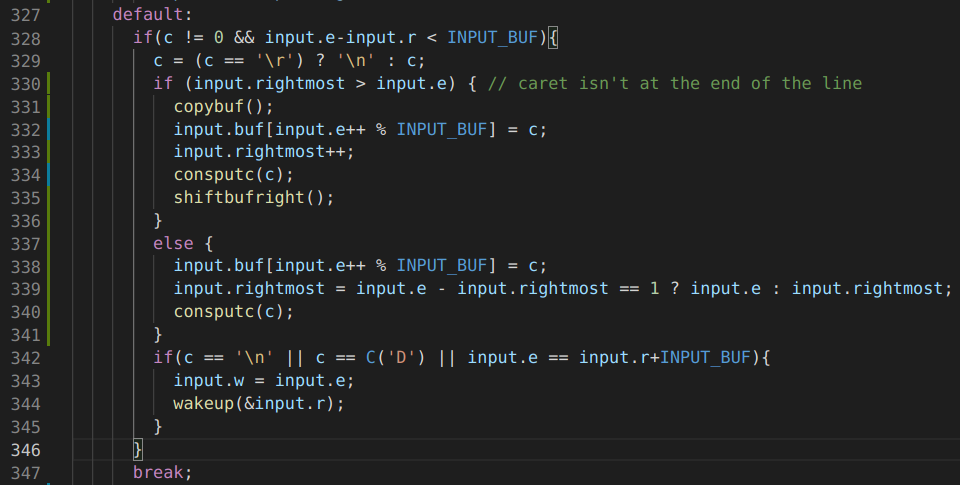 327 default:
328 if(c != 0 && input.e-input.r < INPUT_BUF){
329 c = (c == '\r') ? '\n' : c;
330 if (input.rightmost > input.e) { // caret isn't at the end of the line
331 copybuf();
332 input.buf[input.e++ % INPUT_BUF] = c;
333 input.rightmost++;
334 consputc(c);
335 shiftbufright();
336 }
337 else {
338 input.buf[input.e++ % INPUT_BUF] = c;
339 input.rightmost = input.e - input.rightmost == 1 ? input.e : input.rightmost;
340 consputc(c);
341 }
342 if(c == '\n' || c == C('D') || input.e == input.r+INPUT_BUF){
343 input.w = input.e;
344 wakeup(&input.r);
345 }
346 }
347 break;